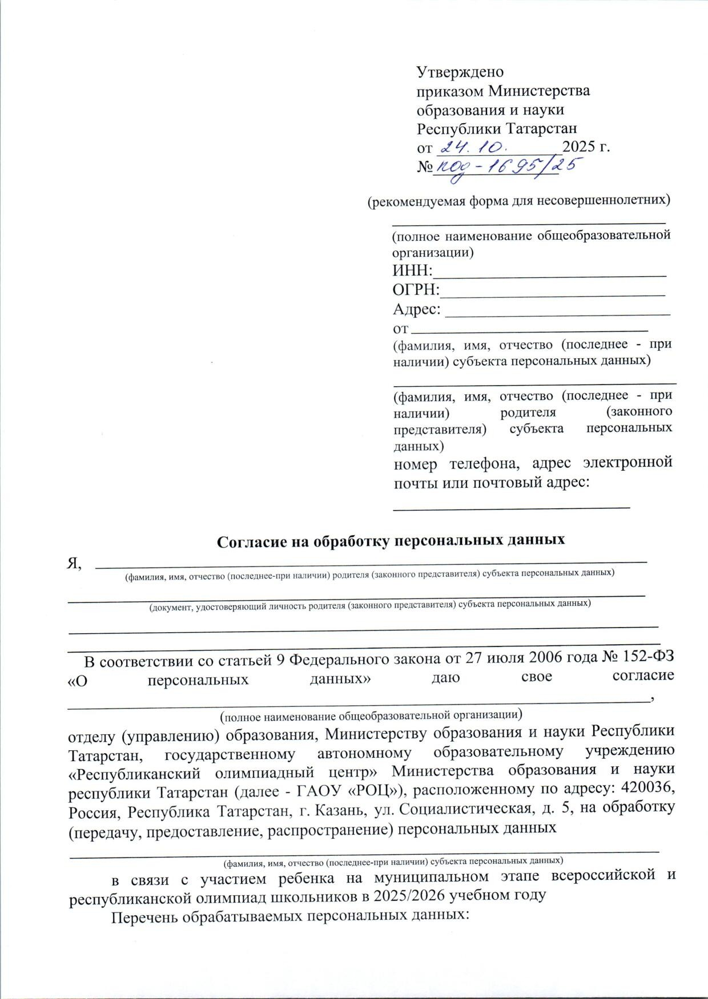 Утверждено
приказом Министерства
образования и науки
Республики Татарстан
от 24.10. 2025 г.
№ под-1695/25
(рекомендуемая форма для несовершеннолетних)
(полное наименование общеобразовательной
организации)
ИНН:
ОГРН:
Адрес:
от
(фамилия, имя, отчество (последнее - при
наличии) субъекта персональных данных)
(фамилия, имя, отчество (последнее - при
наличии) родителя (законного
представителя) субъекта персональных
данных)
номер телефона, адрес электронной
почты или почтовый адрес:
Согласие на обработку персональных данных
Я,
(фамилия, имя, отчество (последнее-при наличии) родителя (законного представителя) субъекта персональных данных)
(документ, удостоверяющий личность родителя (законного представителя) субъекта персональных данных)
В соответствии со статьей 9 Федерального закона от 27 июля 2006 года № 152-ФЗ
«О персональных данных» даю свое согласие
,
(полное наименование общеобразовательной организации)
отделу (управлению) образования, Министерству образования и науки Республики
Татарстан, государственному автономному образовательному учреждению
«Республиканский олимпиадный центр» Министерства образования и науки
республики Татарстан (далее - ГАОУ «РОЦ»), расположенному по адресу: 420036,
Россия, Республика Татарстан, г. Казань, ул. Социалистическая, д. 5, на обработку
(передачу, предоставление, распространение) персональных данных
(фамилия, имя, отчество (последнее-при наличии) субъекта персональных данных)
в связи с участием ребенка на муниципальном этапе всероссийской и
республиканской олимпиад школьников в 2025/2026 учебном году
Перечень обрабатываемых персональных данных: